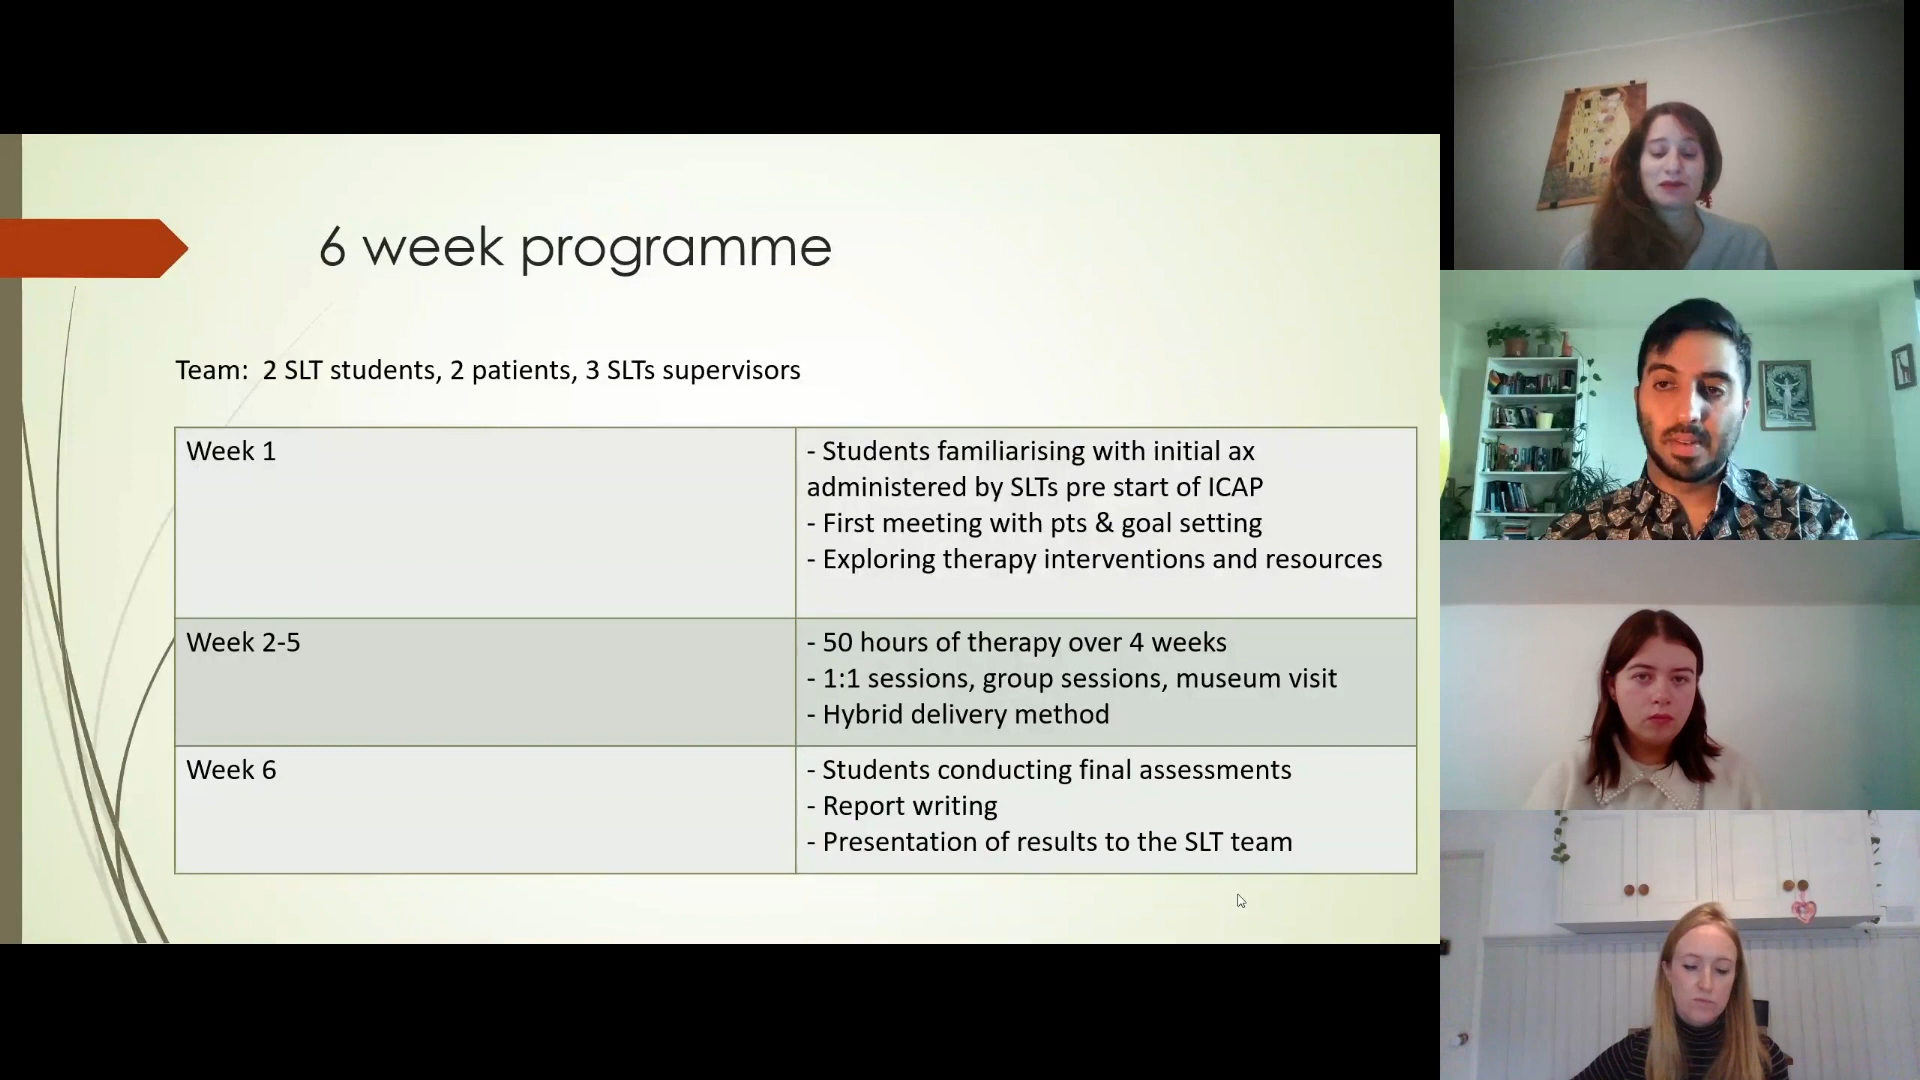 6 week programme
Team:  2 SLT students, 2 patients, 3 SLTs supervisors
Week 1
- Students familiarising with initial ax
administered by SLTs pre start of ICAP
- First meeting with pts & goal setting
- Exploring therapy interventions and resources
Week 2-5
- 50 hours of therapy over 4 weeks
- 1:1 sessions, group sessions, museum visit
- Hybrid delivery method
Week 6
- Students conducting final assessments
- Report writing
- Presentation of results to the SLT team